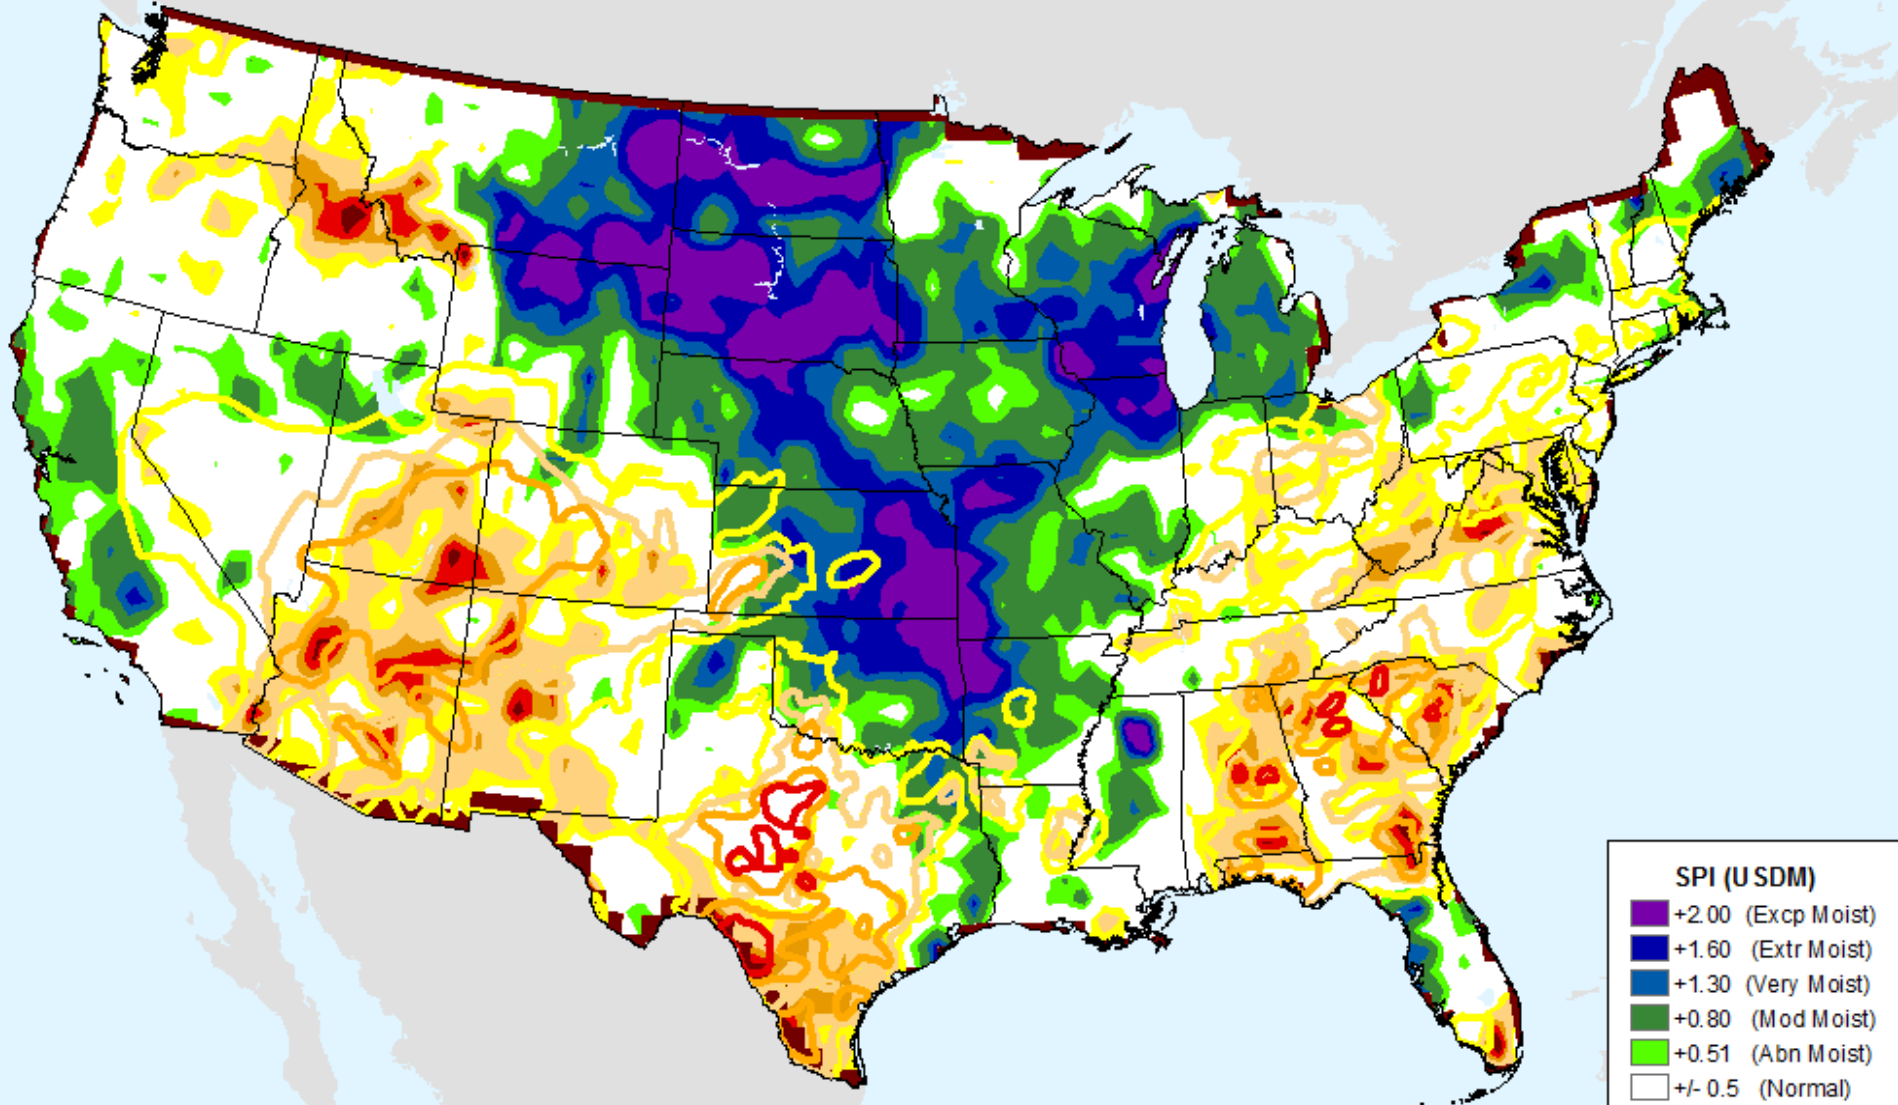 SPI (USDM)
+2.00 (Excp Moist)
+1.60 (Extr Moist)
+1.30 (Very Moist)
+0.80 (Mod Moist)
+0.51 (Abn Moist)
+/- 0.5 (Normal)